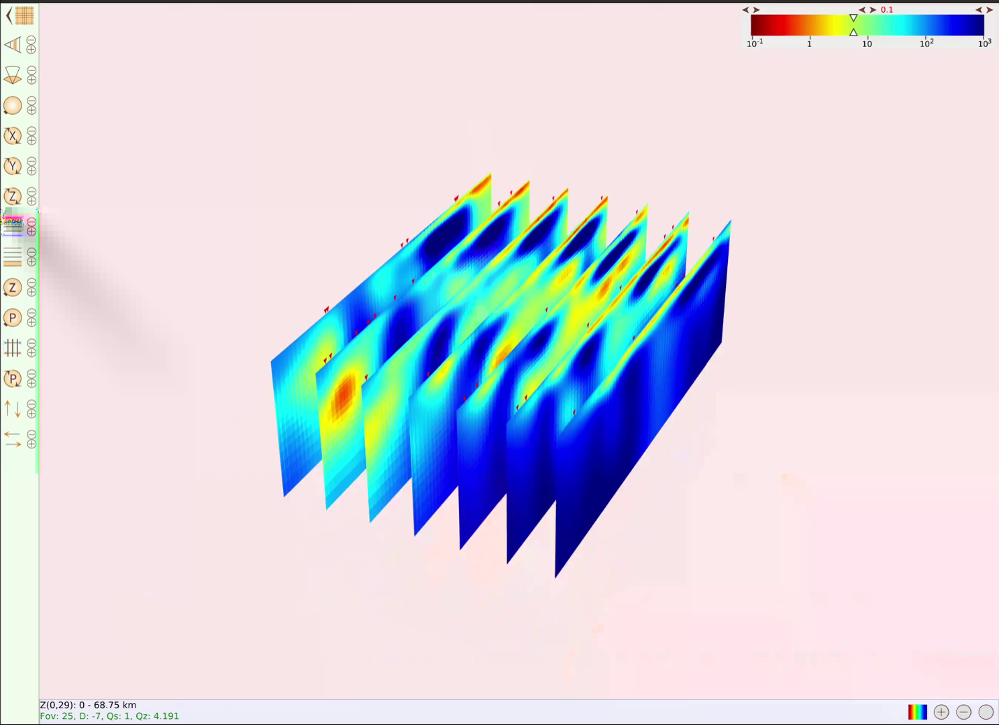 0.1
10-1 1 10 10² 10³
X
Y
Z
Z
P
P
Z(0,29): 0 - 68.75 km
Fov: 25, D: -7, Qs: 1, Qz: 4.191